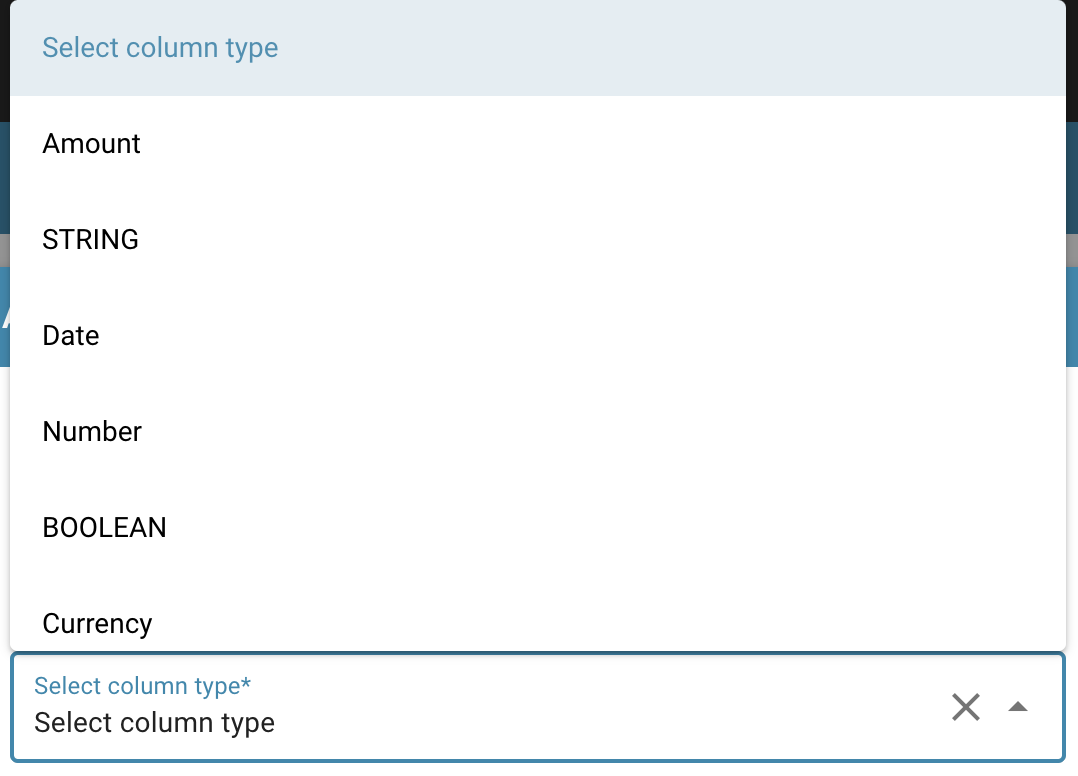 Select column type
Amount
STRING
Date
Number
BOOLEAN
Currency
Select column type*
Select column type